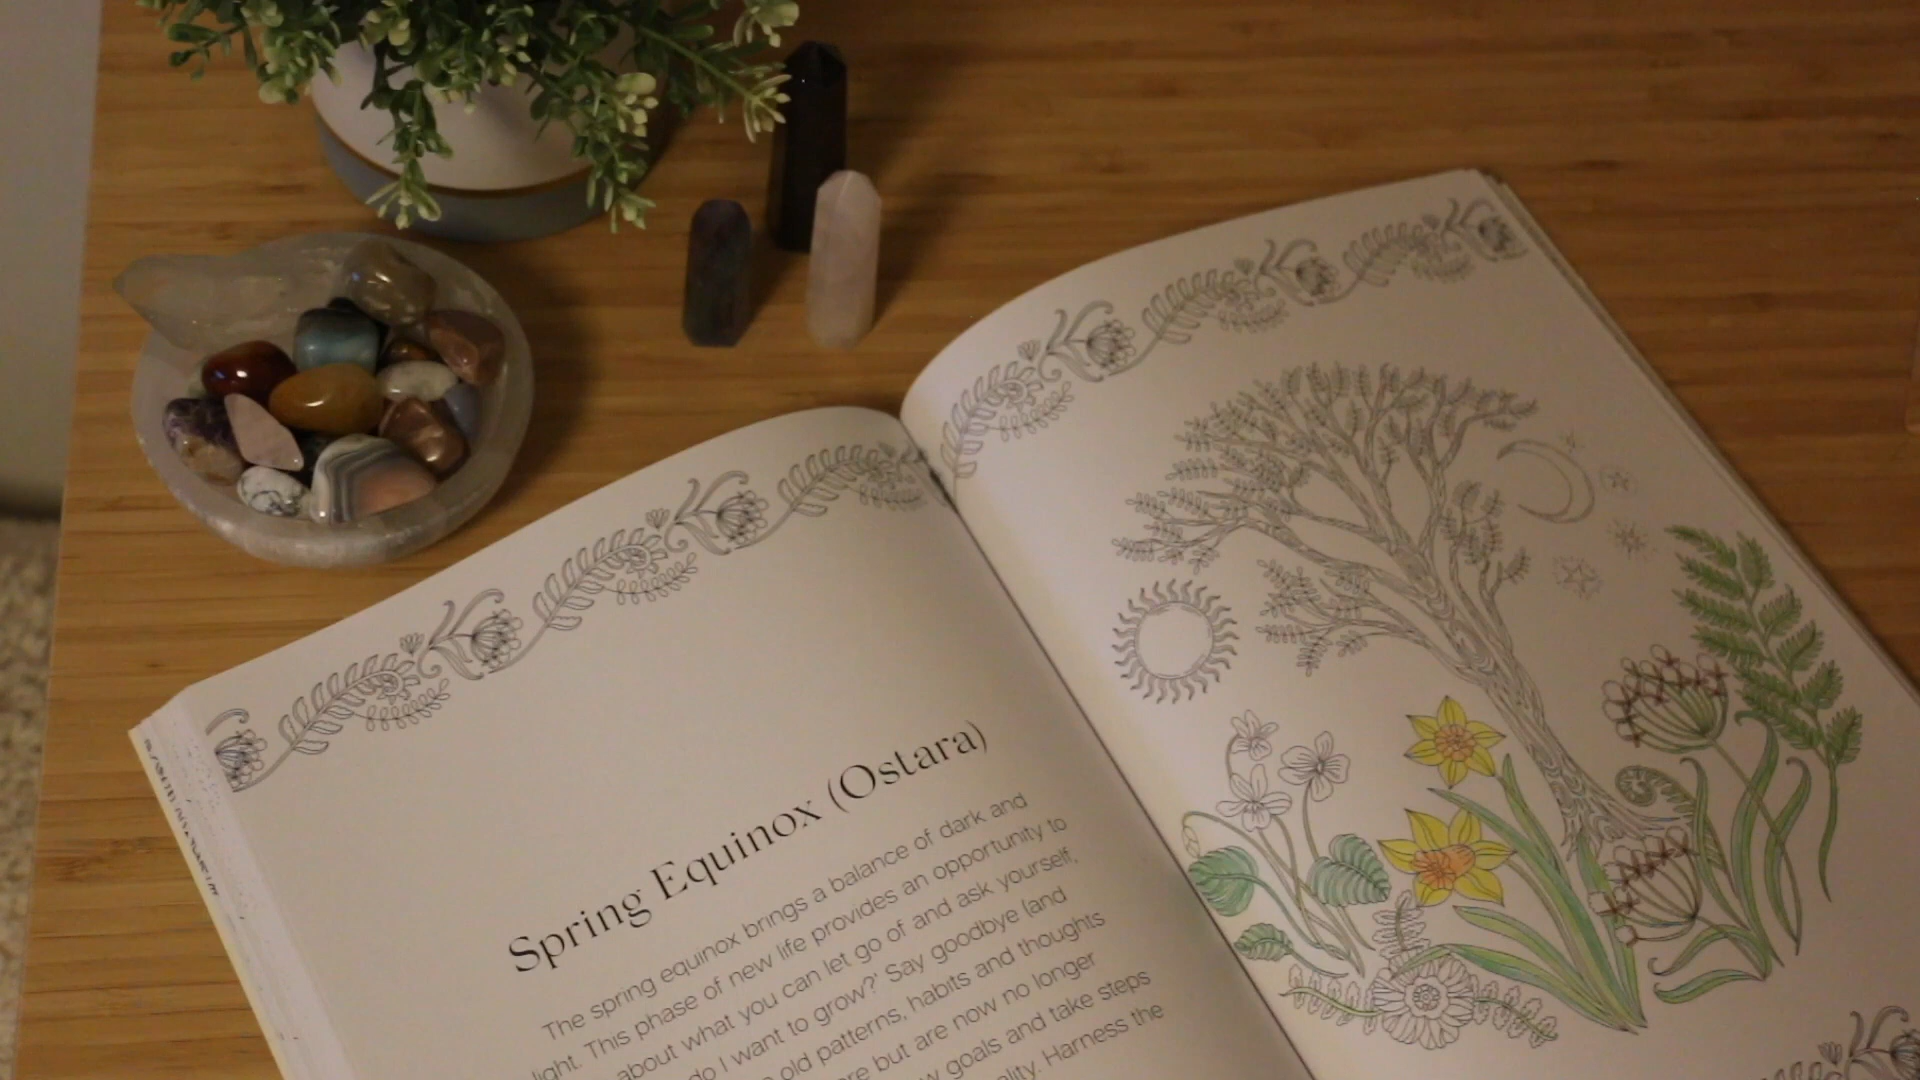 Spring Equinox (Ostara)
The spring equinox brings a balance of dark and
light. This phase of new life provides an opportunity to
about what you can let go of and ask yourself,
do I want to grow?' Say goodbye (and
old patterns, habits and thoughts
re but are now no longer
w goals and take steps
ality. Harness the